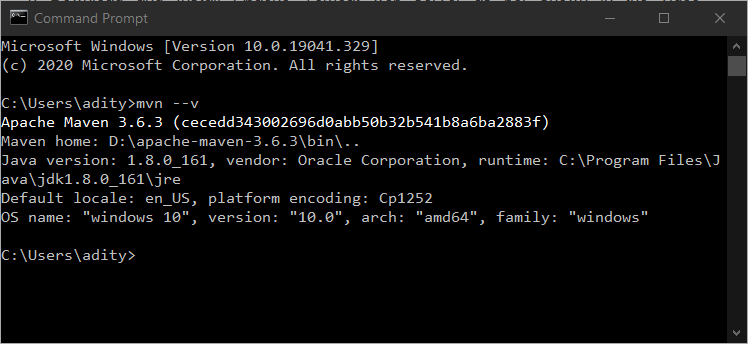 Command Prompt
Microsoft Windows [Version 10.0.19041.329]
(c) 2020 Microsoft Corporation. All rights reserved.
C:\Users\adity>mvn --v
Apache Maven 3.6.3 (cecedd343002696d0abb50b32b541b8a6ba2883f)
Maven home: D:\apache-maven-3.6.3\bin\..
Java version: 1.8.0_161, vendor: Oracle Corporation, runtime: C:\Program Files\J
ava\jdk1.8.0_161\jre
Default locale: en_US, platform encoding: Cp1252
OS name: "windows 10", version: "10.0", arch: "amd64", family: "windows"
C:\Users\adity>